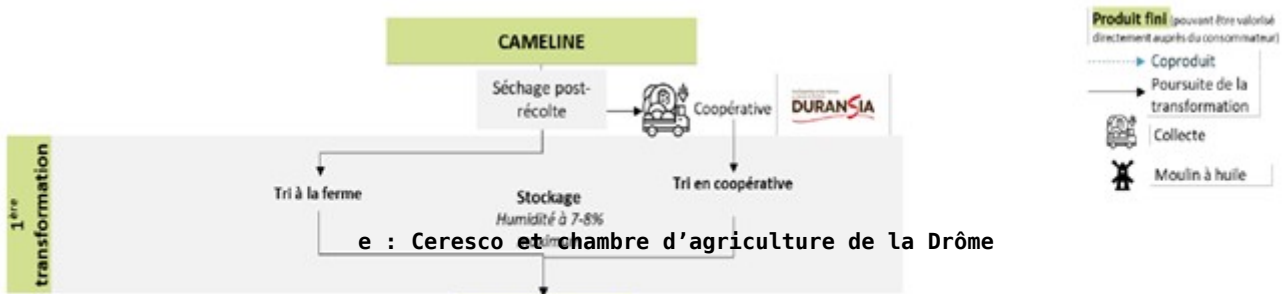 CAMELINE
Séchage post-
récolte
Coopérative
DURANSIA
Produit fini (pouvant être valorisé
directement auprès du consommateur)
Coproduit
Poursuite de la
transformation
Collecte
Moulin à huile
1ère
transformation
Tri à la ferme
Stockage
Humidité à 7-8%
Tri en coopérative
e : Ceresco et chambre d’agriculture de la Drôme